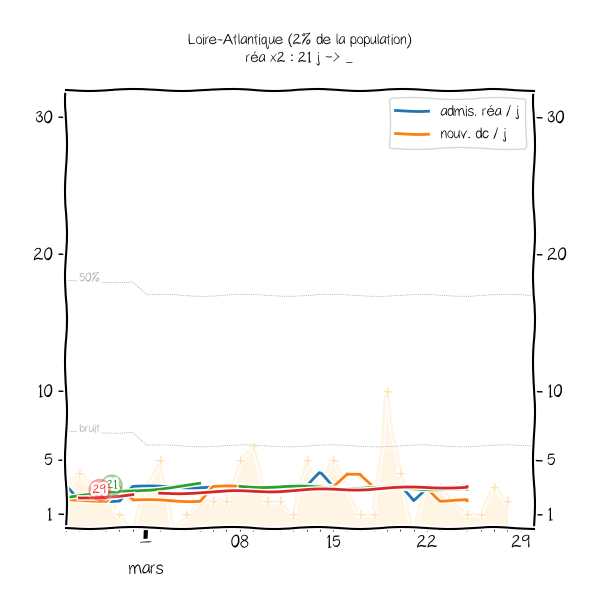 Loire-Atlantique (2% de la population)
réa x2 : 21 j -> _
admis. réa / j
nouv. dc / j
30
30
20
20
50%
10
10
bruit
5
5
29
21
1
1
08
15
22
29
mars